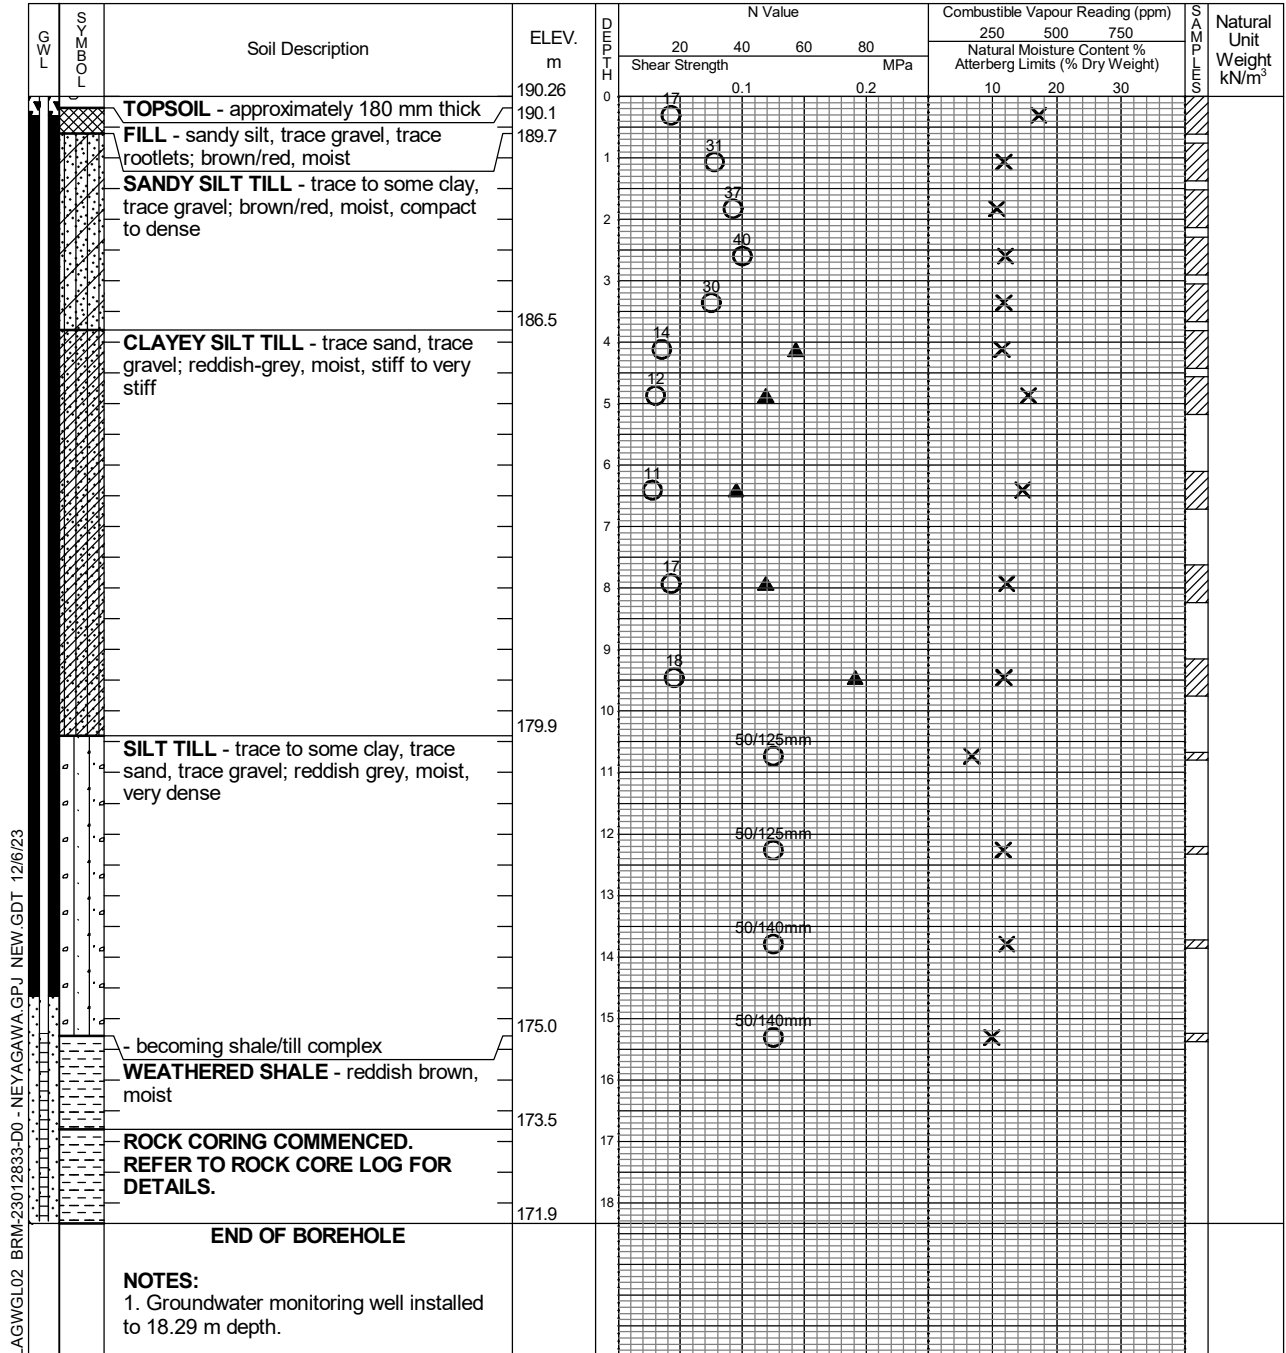 GWL
SYMBOL
Soil Description
ELEV.
m
190.26
DEPTH
N Value
20 40 60 80
Shear Strength MPa
0.1 0.2
Combustible Vapour Reading (ppm)
250 500 750
Natural Moisture Content %
Atterberg Limits (% Dry Weight)
10 20 30
SAMPLES
Natural
Unit
Weight
kN/m³
0
TOPSOIL - approximately 180 mm thick 190.1
17
FILL - sandy silt, trace gravel, trace 189.7
rootlets; brown/red, moist
31
1
SANDY SILT TILL - trace to some clay,
trace gravel; brown/red, moist, compact
to dense
37
2
40
3
30
186.5
14
CLAYEY SILT TILL - trace sand, trace
gravel; reddish-grey, moist, stiff to very
stiff
4
12
5
6
11
7
17
8
9
18
10
179.9
SILT TILL - trace to some clay, trace
sand, trace gravel; reddish grey, moist,
very dense
50/125mm
11
12
50/125mm
13
50/140mm
14
15
50/140mm
175.0
- becoming shale/till complex
WEATHERED SHALE - reddish brown,
moist
16
173.5
17
ROCK CORING COMMENCED.
REFER TO ROCK CORE LOG FOR
DETAILS.
18
171.9
END OF BOREHOLE
NOTES:
1. Groundwater monitoring well installed
to 18.29 m depth.
LAGWGL02 BRM-23012833-D0 - NEYAGAWA.GPJ NEW.GDT 12/6/23